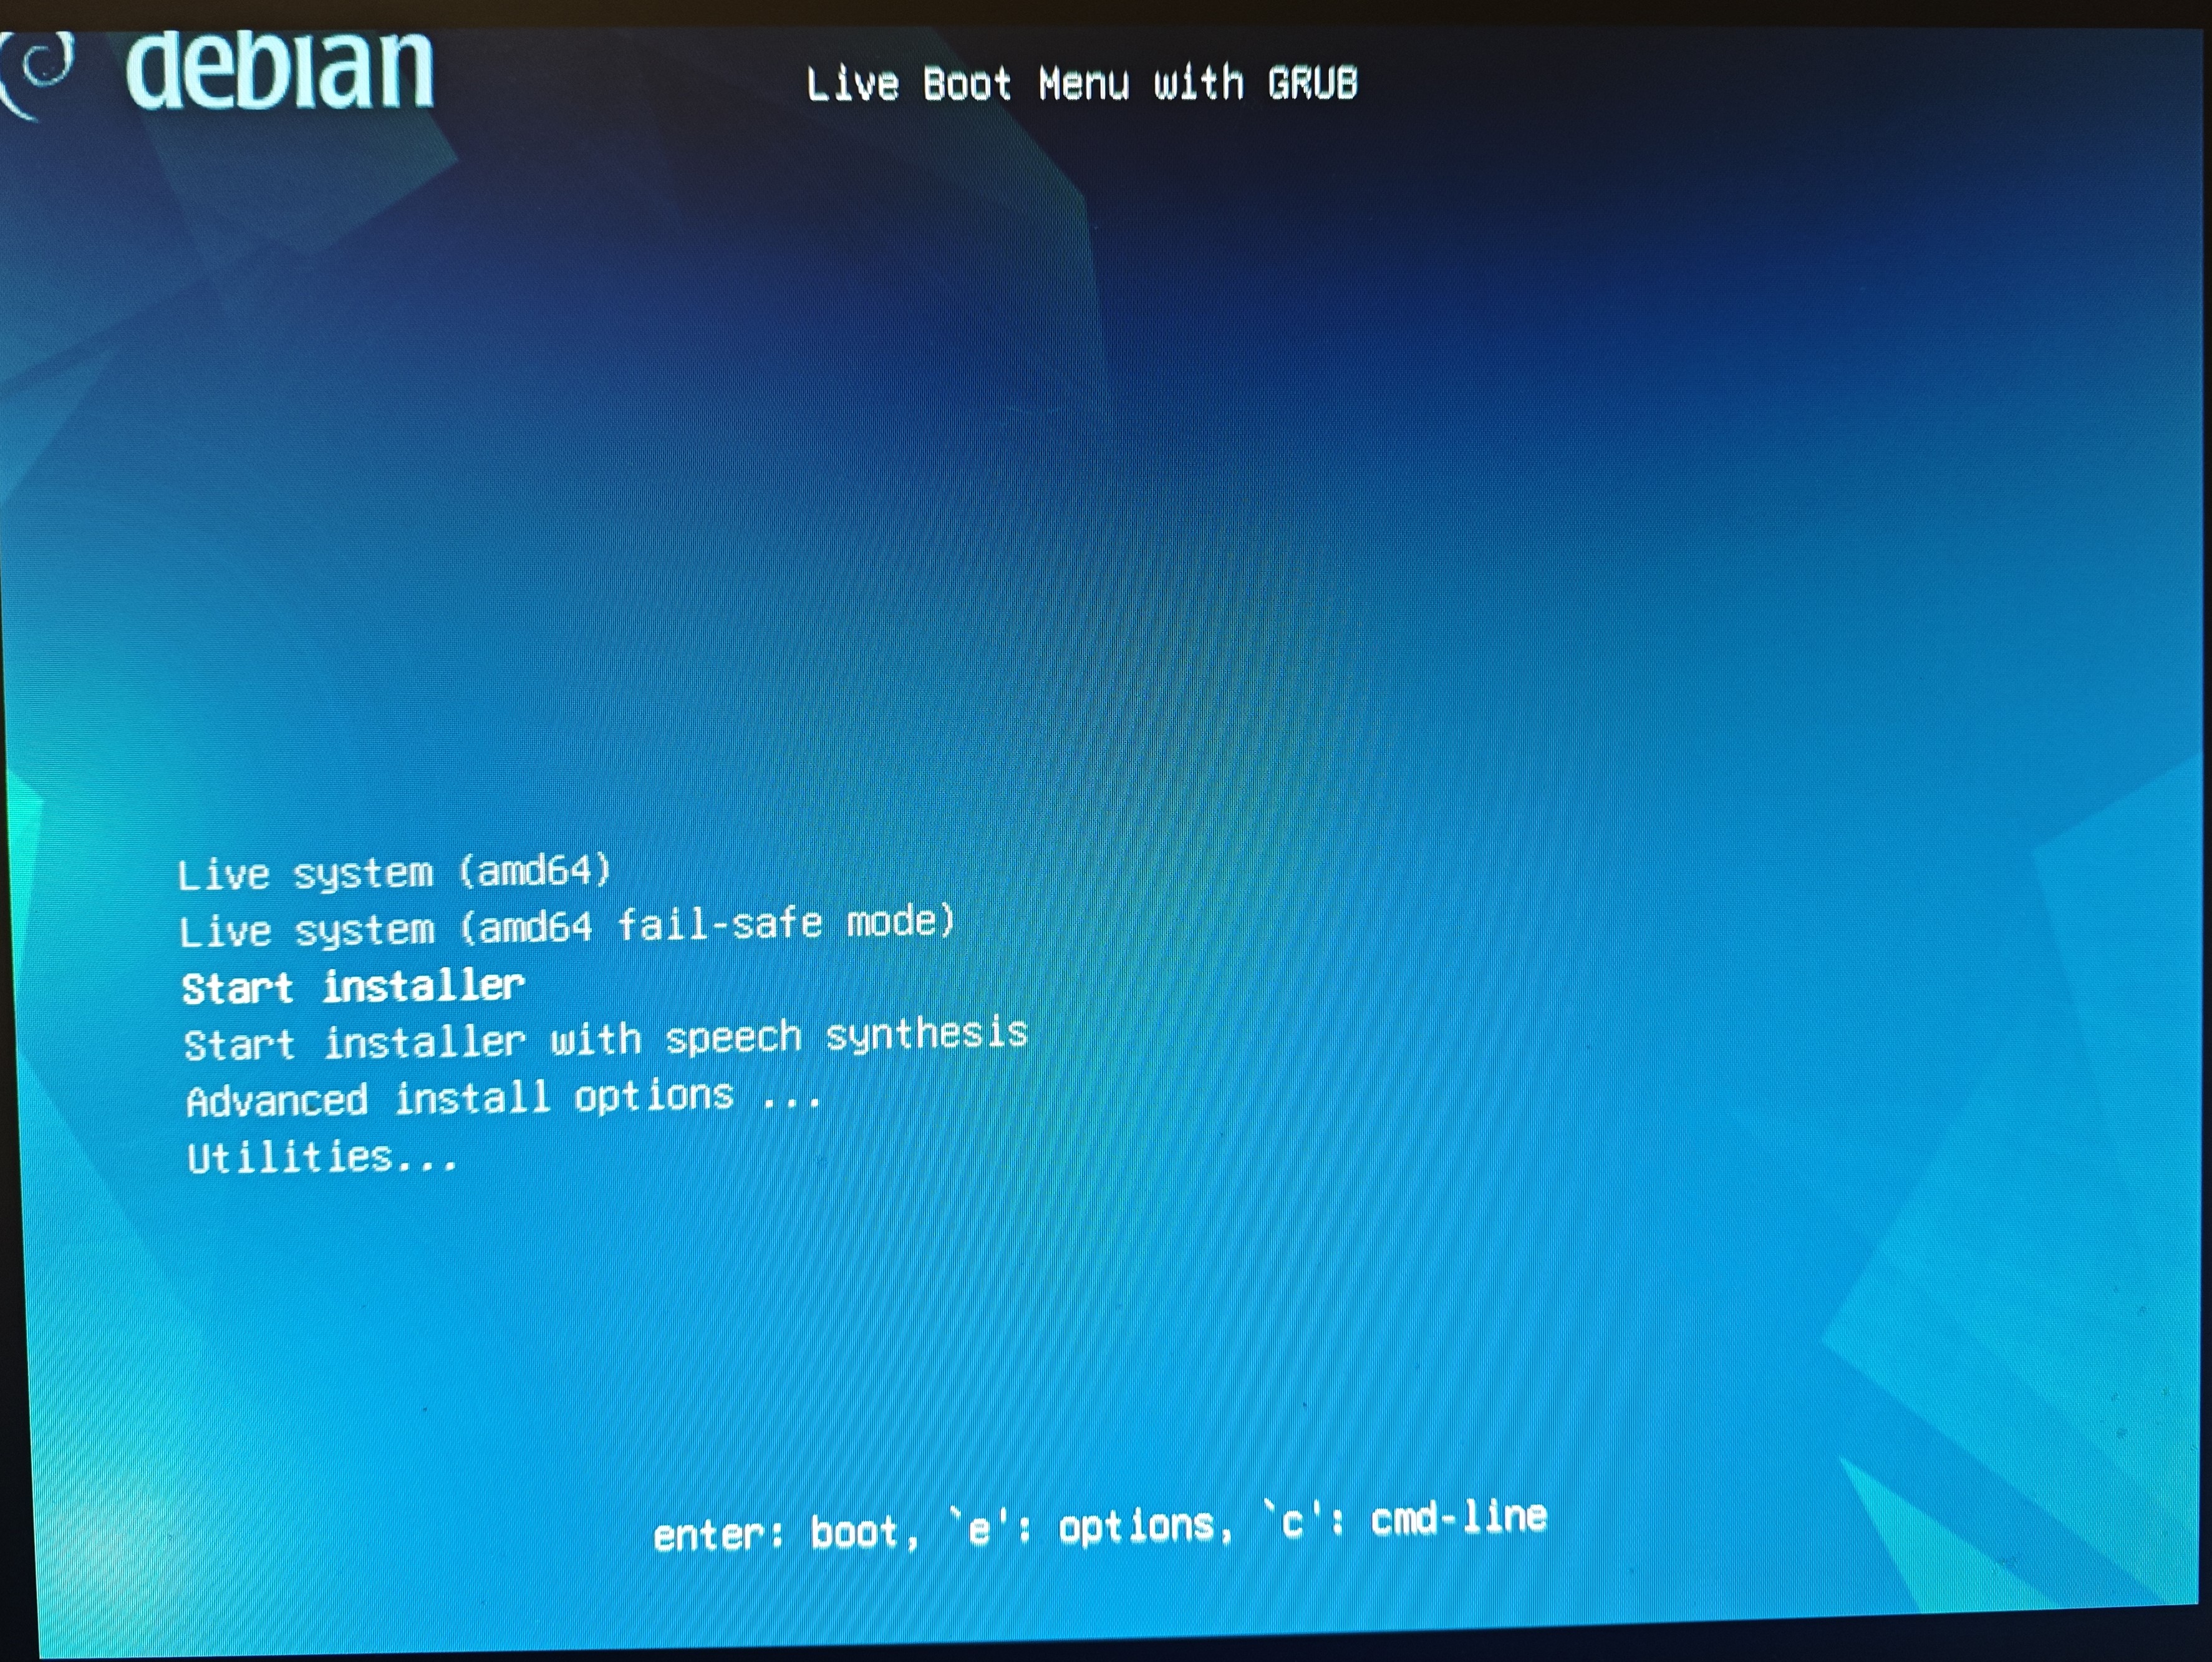 debian
Live Boot Menu with GRUB
Live system (amd64)
Live system (amd64 fail-safe mode)
Start installer
Start installer with speech synthesis
Advanced install options ...
Utilities...
enter: boot, `e': options, `c': cmd-line